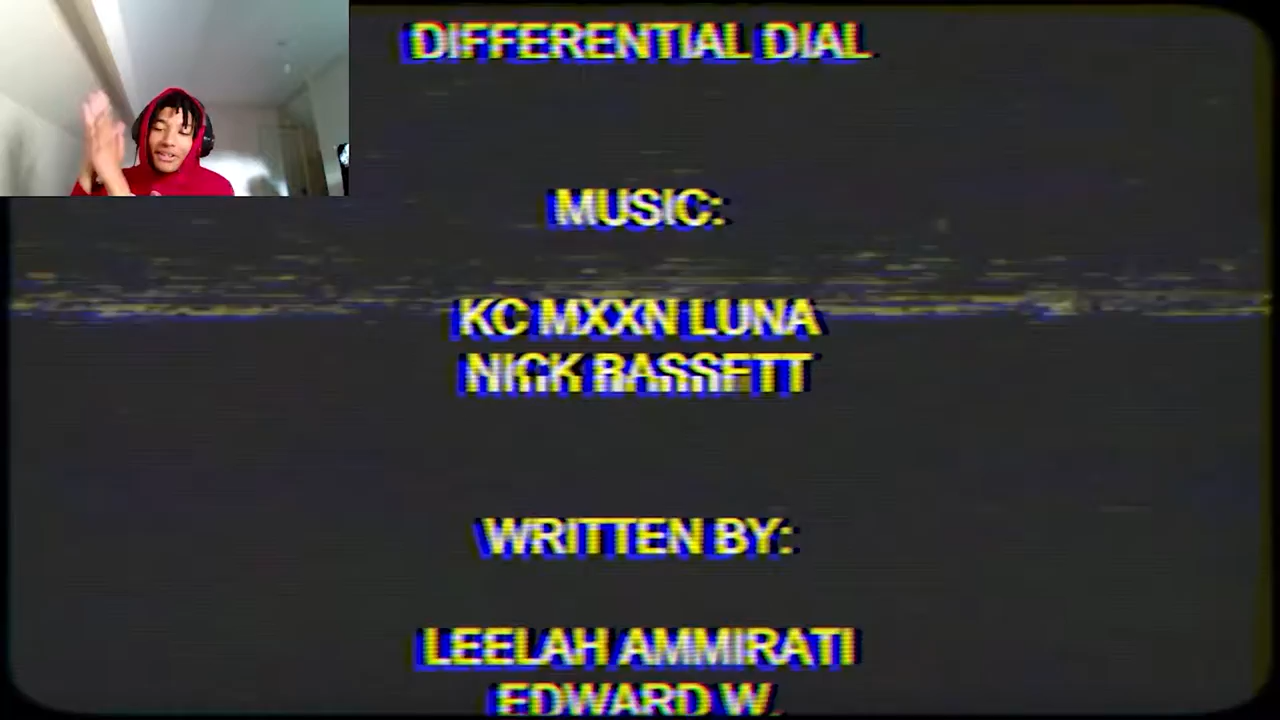 DIFFERENTIAL DIAL
MUSIC:
KC MXXN LUNA
NICK BASSETT
WRITTEN BY:
LEELAH AMMIRATI
EDWARD W.